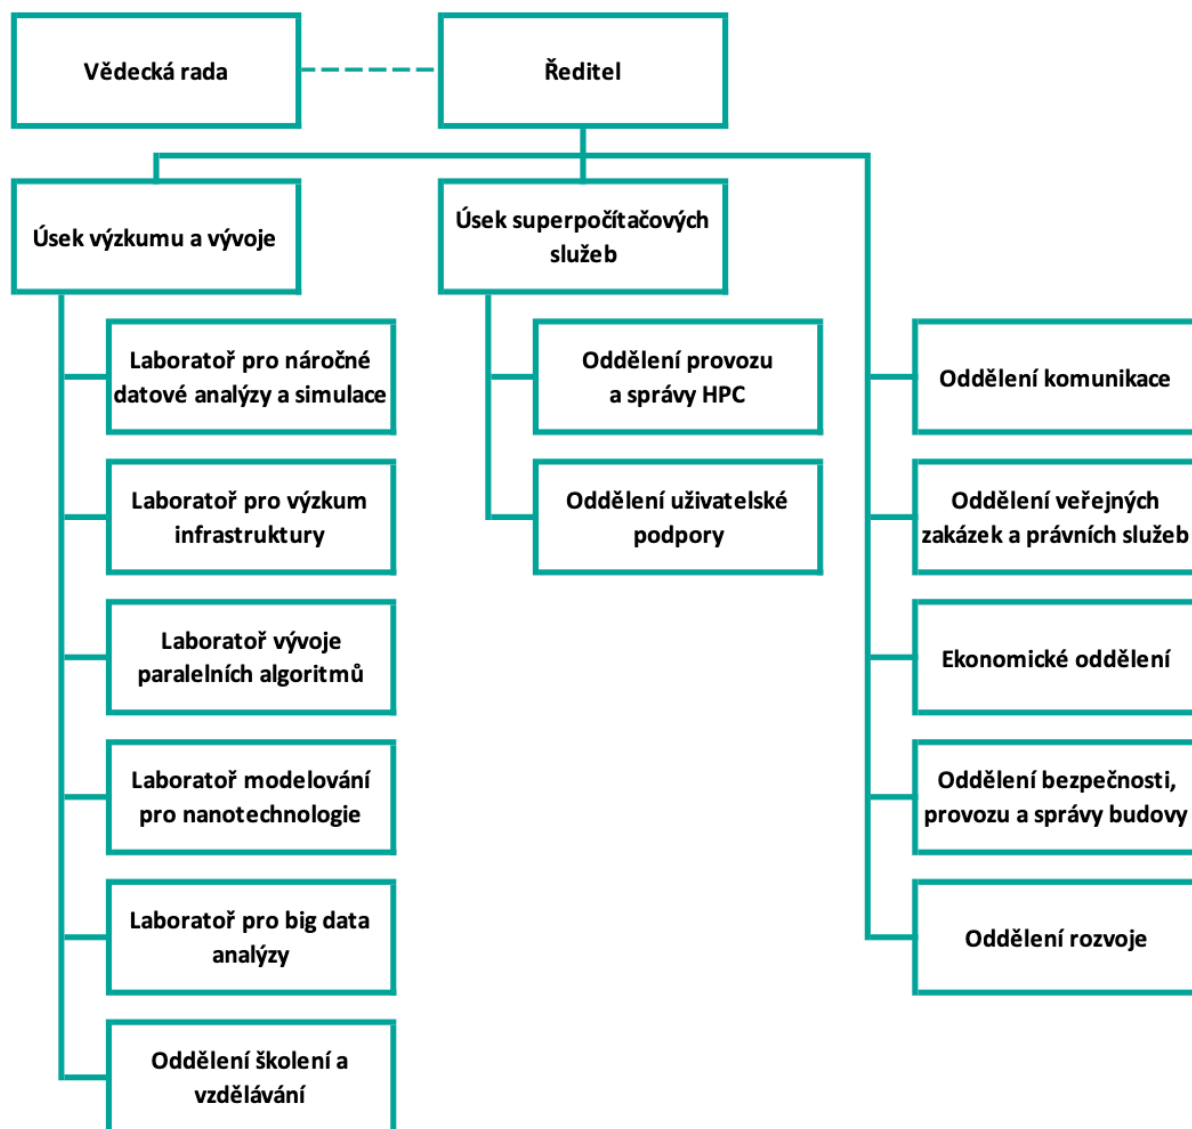 Vědecká rada
Ředitel
Úsek výzkumu a vývoje
Úsek superpočítačových
služeb
Laboratoř pro náročné
datové analýzy a simulace
Laboratoř pro výzkum
infrastruktury
Laboratoř vývoje
paralelních algoritmů
Laboratoř modelování
pro nanotechnologie
Laboratoř pro big data
analýzy
Oddělení školení a
vzdělávání
Oddělení provozu
a správy HPC
Oddělení uživatelské
podpory
Oddělení komunikace
Oddělení veřejných
zakázek a právních služeb
Ekonomické oddělení
Oddělení bezpečnosti,
provozu a správy budovy
Oddělení rozvoje